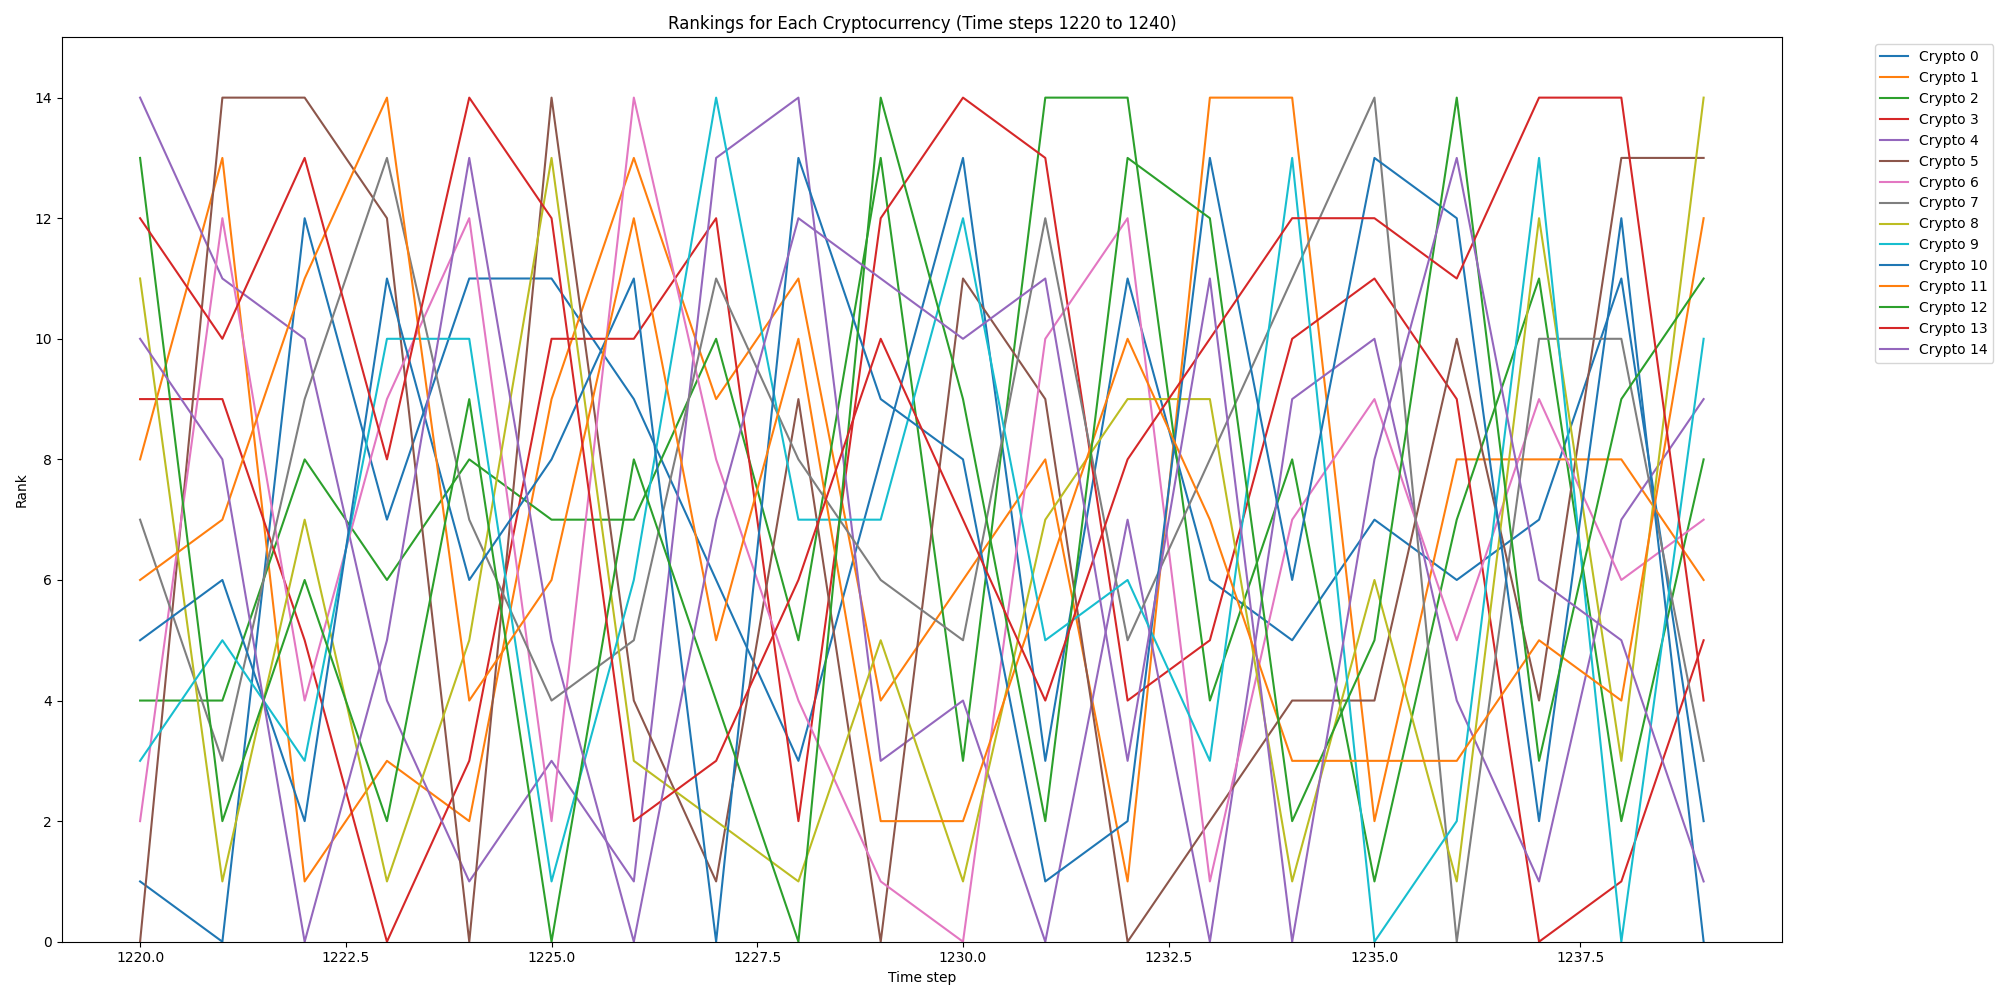 Rankings for Each Cryptocurrency (Time steps 1220 to 1240)
Rank
14
12
10
8
6
4
2
0
1220.0 1222.5 1225.0 1227.5 1230.0 1232.5 1235.0 1237.5
Time step
Crypto 0
Crypto 1
Crypto 2
Crypto 3
Crypto 4
Crypto 5
Crypto 6
Crypto 7
Crypto 8
Crypto 9
Crypto 10
Crypto 11
Crypto 12
Crypto 13
Crypto 14